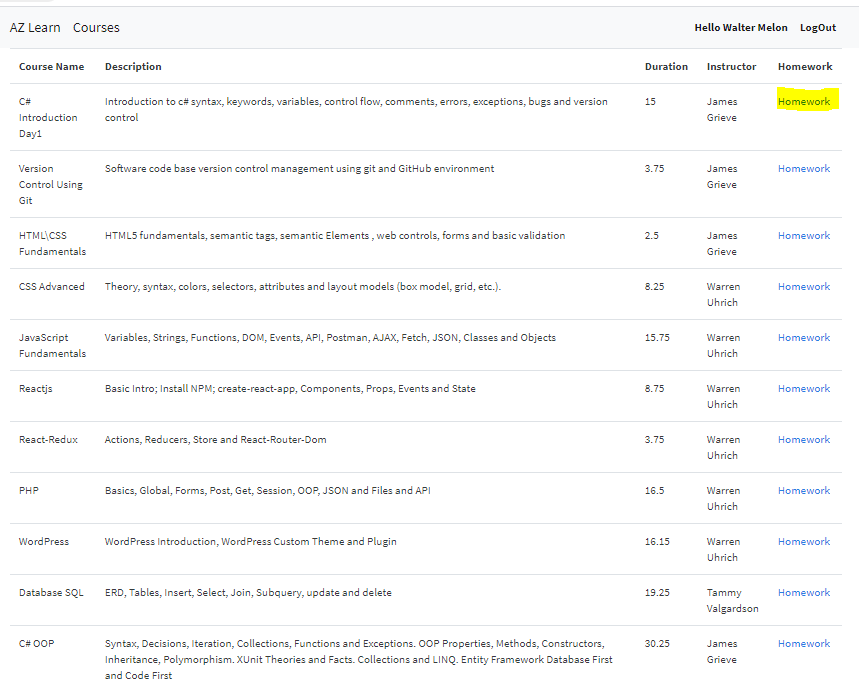 AZ Learn Courses Hello Walter Melon LogOut
Course Name Description Duration Instructor Homework
C# Introduction to c# syntax, keywords, variables, control flow, comments, errors, exceptions, bugs and version 15 James Homework
Introduction control Grieve
Day1
Version Software code base version control management using git and GitHub environment 3.75 James Homework
Control Using Grieve
Git
HTML\CSS HTML5 fundamentals, semantic tags, semantic Elements , web controls, forms and basic validation 2.5 James Homework
Fundamentals Grieve
CSS Advanced Theory, syntax, colors, selectors, attributes and layout models (box model, grid, etc.). 8.25 Warren Homework
Uhrich
JavaScript Variables, Strings, Functions, DOM, Events, API, Postman, AJAX, Fetch, JSON, Classes and Objects 15.75 Warren Homework
Fundamentals Uhrich
Reactjs Basic Intro; Install NPM; create-react-app, Components, Props, Events and State 8.75 Warren Homework
Uhrich
React-Redux Actions, Reducers, Store and React-Router-Dom 3.75 Warren Homework
Uhrich
PHP Basics, Global, Forms, Post, Get, Session, OOP, JSON and Files and API 16.5 Warren Homework
Uhrich
WordPress WordPress Introduction, WordPress Custom Theme and Plugin 16.15 Warren Homework
Uhrich
Database SQL ERD, Tables, Insert, Select, Join, Subquery, update and delete 19.25 Tammy Homework
Valgardson
C# OOP Syntax, Decisions, Iteration, Collections, Functions and Exceptions. OOP Properties, Methods, Constructors, 30.25 James Homework
Inheritance, Polymorphism. XUnit Theories and Facts. Collections and LINQ. Entity Framework Database First Grieve
and Code First